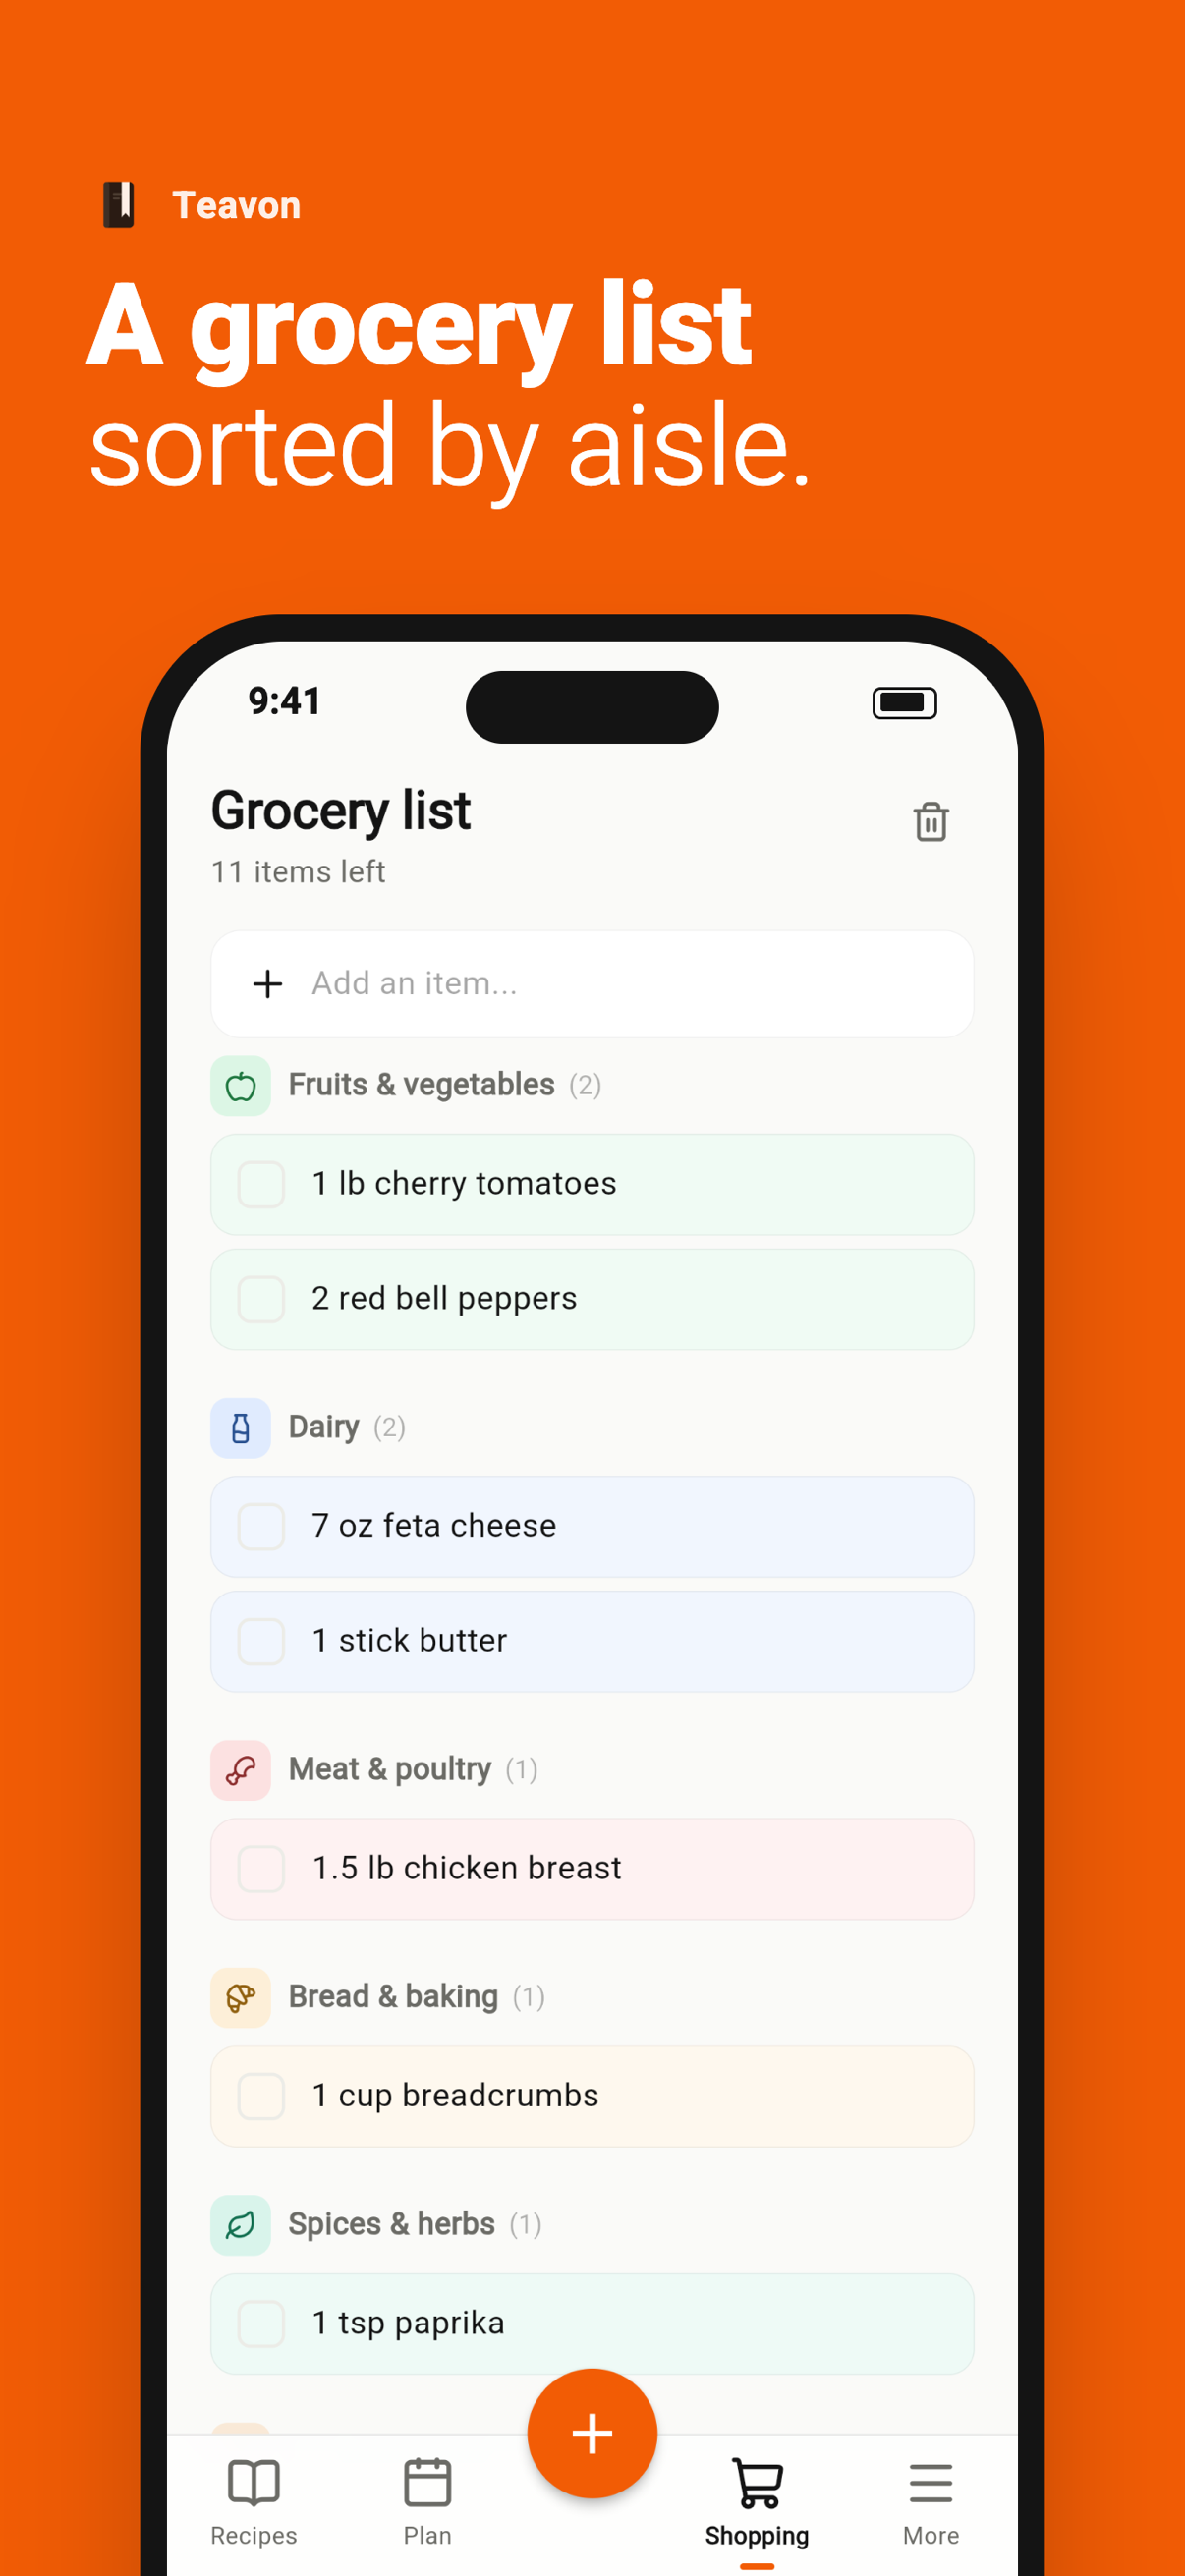 Teavon
A grocery list
sorted by aisle.
9:41
Grocery list
11 items left
Add an item...
Fruits & vegetables (2)
1 lb cherry tomatoes
2 red bell peppers
Dairy (2)
7 oz feta cheese
1 stick butter
Meat & poultry (1)
1.5 lb chicken breast
Bread & baking (1)
1 cup breadcrumbs
Spices & herbs (1)
1 tsp paprika
Recipes Plan Shopping More